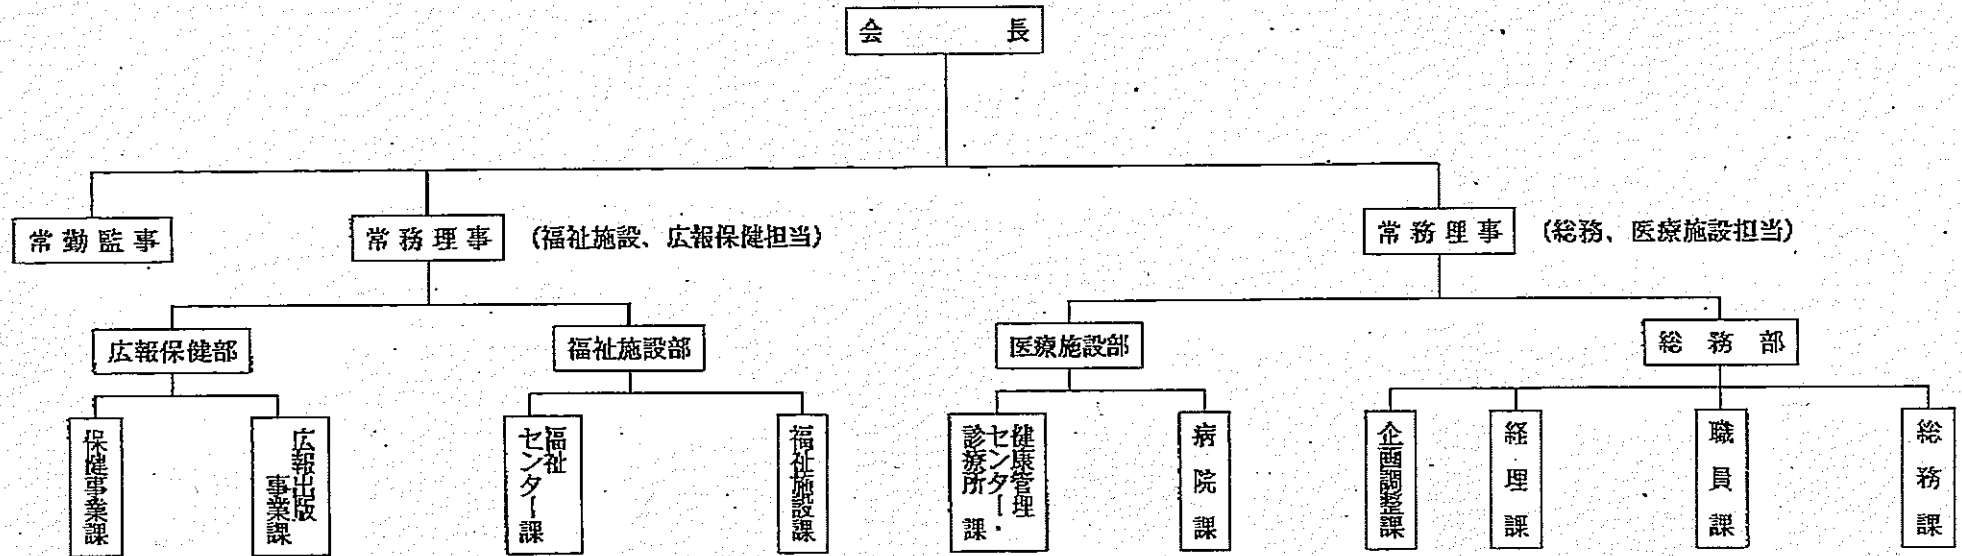 会長
常勤監事
常務理事
(福祉施設、広報保健担当)
常務理事
(総務、医療施設担当)
広報保健部
福祉施設部
医療施設部
総務部
保健事業課
広報出版
事業課
福祉
センター課
福祉施設課
健康管理
センター・
診療所課
病院課
企画調整課
経理課
職員課
総務課